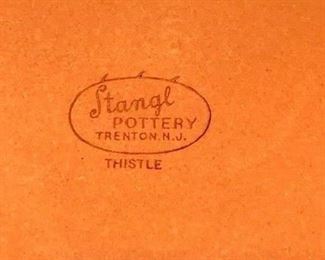 Stangl
POTTERY
TRENTON. N.J.
THISTLE